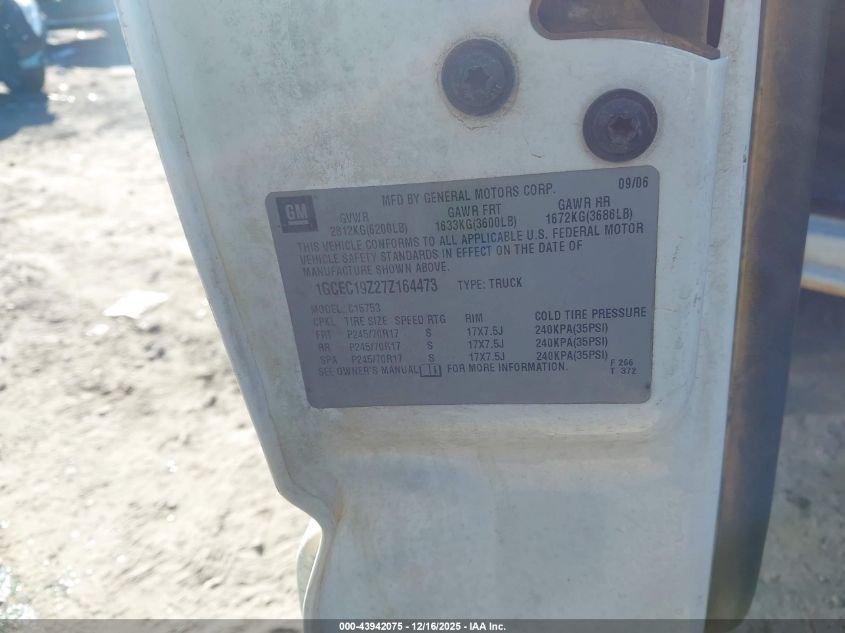 MFD BY GENERAL MOTORS CORP. 09/06
GM GVWR GAWR FRT GAWR RR
2812KG(6200LB) 1633KG(3600LB) 1672KG(3686LB)
THIS VEHICLE CONFORMS TO ALL APPLICABLE U.S. FEDERAL MOTOR
VEHICLE SAFETY STANDARDS IN EFFECT ON THE DATE OF
MANUFACTURE SHOWN ABOVE.
1GCEC19Z27Z164473 TYPE: TRUCK
MODEL: C15753
CPKL TIRE SIZE SPEED RTG RIM COLD TIRE PRESSURE
FRT P245/70R17 S 17X7.5J 240KPA(35PSI)
RR P245/70R17 S 17X7.5J 240KPA(35PSI)
SPA P245/70R17 S 17X7.5J 240KPA(35PSI)
SEE OWNER'S MANUAL FOR MORE INFORMATION.
F 266
T 372
000-43942075 — 12/16/2025 - IAA Inc.